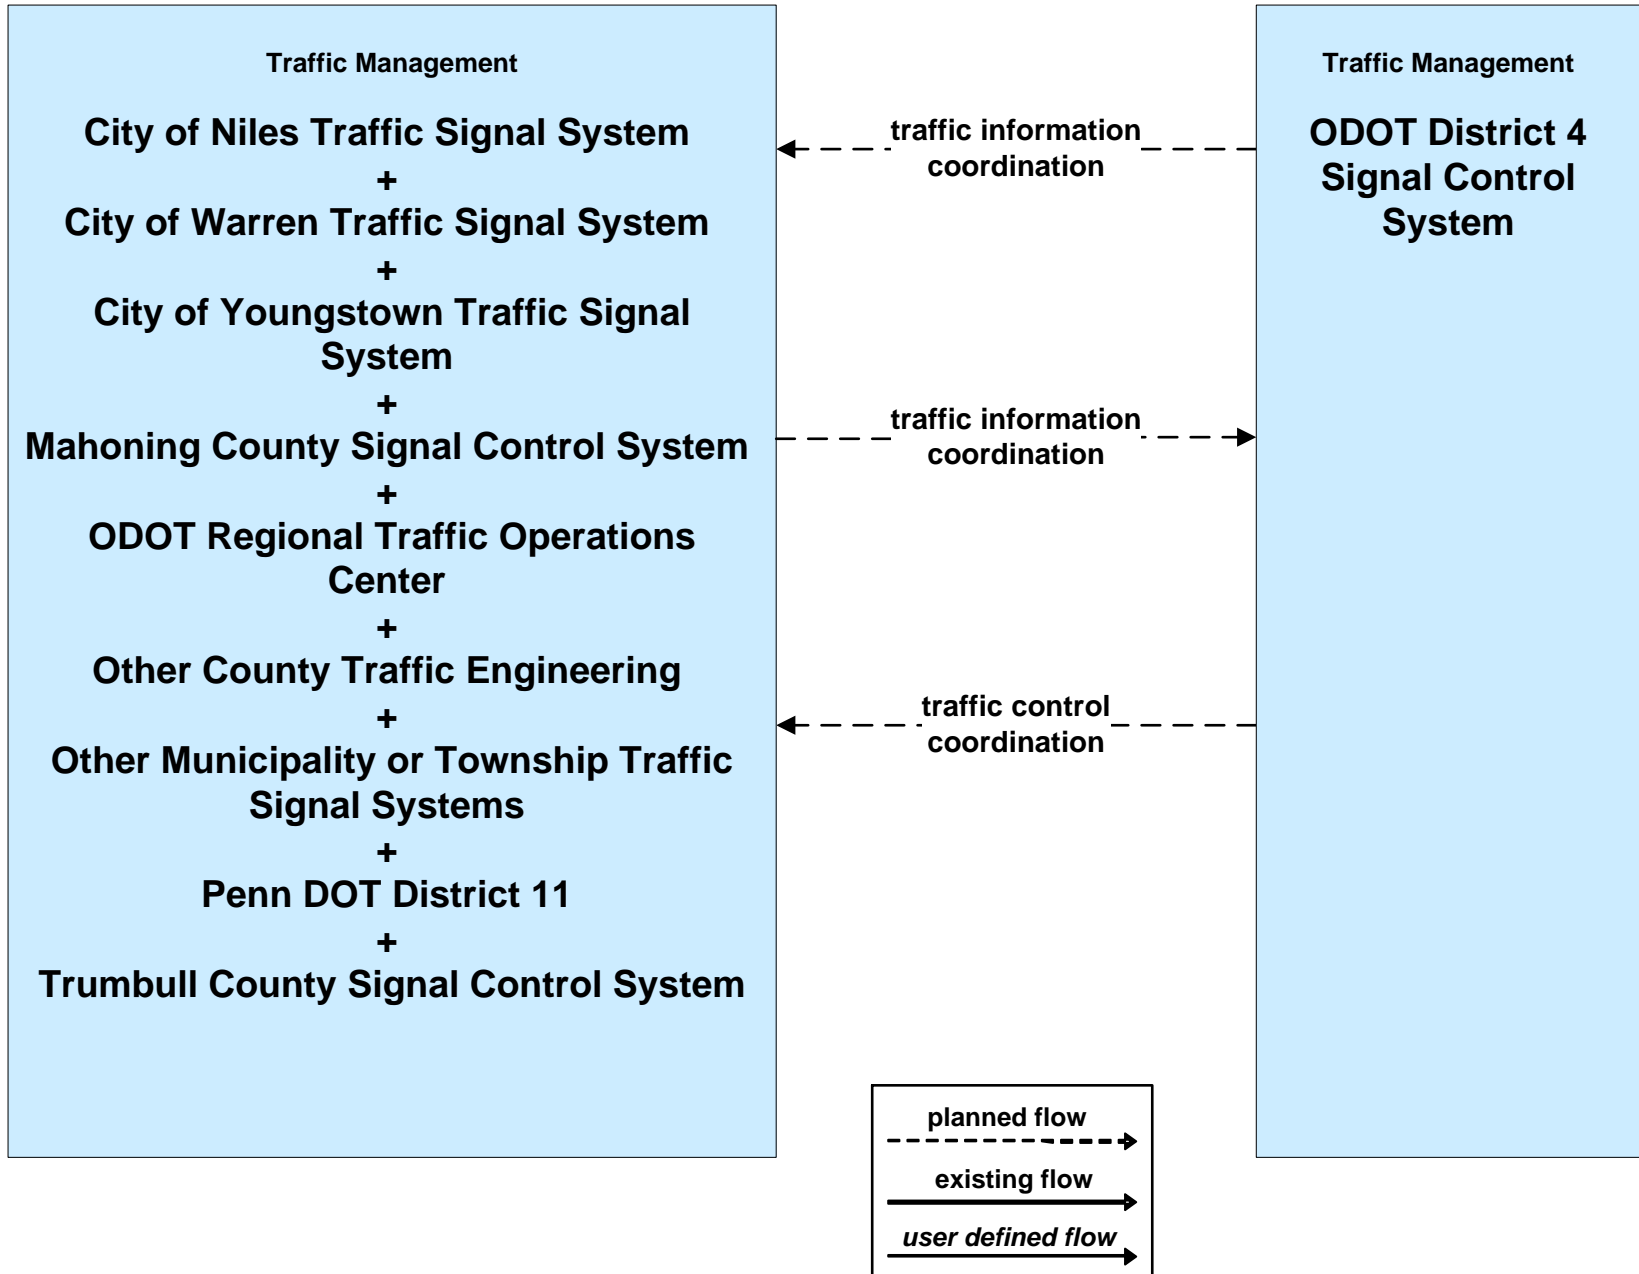 Traffic Management
City of Niles Traffic Signal System
+
City of Warren Traffic Signal System
+
City of Youngstown Traffic Signal
System
+
Mahoning County Signal Control System
+
ODOT Regional Traffic Operations
Center
+
Other County Traffic Engineering
+
Other Municipality or Township Traffic
Signal Systems
+
Penn DOT District 11
+
Trumbull County Signal Control System
traffic information
coordination
traffic information
coordination
traffic control
coordination
Traffic Management
ODOT District 4
Signal Control
System
planned flow
existing flow
user defined flow